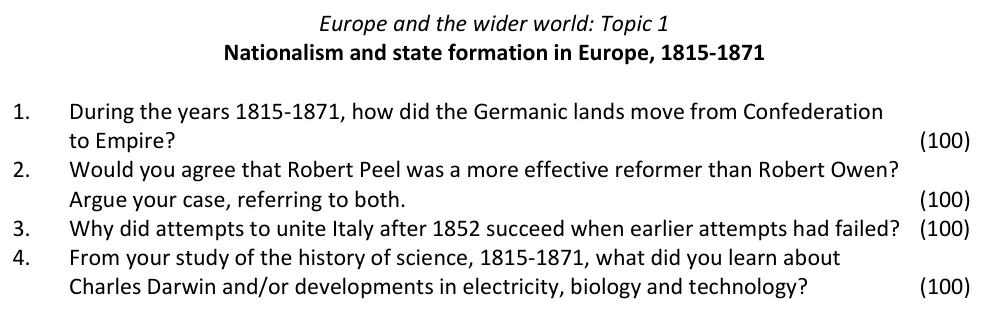 Europe and the wider world: Topic 1
Nationalism and state formation in Europe, 1815-1871
1. During the years 1815-1871, how did the Germanic lands move from Confederation
to Empire? (100)
2. Would you agree that Robert Peel was a more effective reformer than Robert Owen?
Argue your case, referring to both. (100)
3. Why did attempts to unite Italy after 1852 succeed when earlier attempts had failed? (100)
4. From your study of the history of science, 1815-1871, what did you learn about
Charles Darwin and/or developments in electricity, biology and technology? (100)